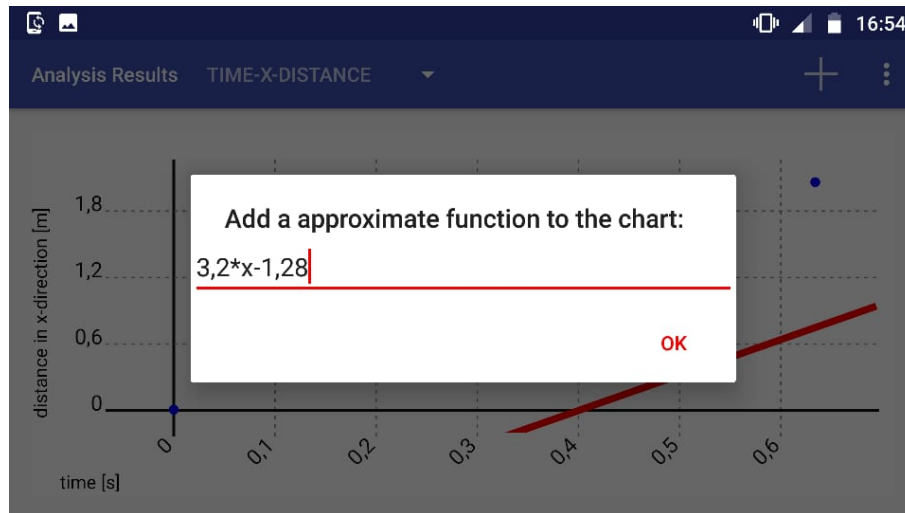 16:54
Analysis Results TIME-X-DISTANCE
Add a approximate function to the chart:
3,2*x-1,28
OK
distance in x-direction [m]
1,8
1,2
0,6
0
0 0,1 0,2 0,3 0,4 0,5 0,6
time [s]